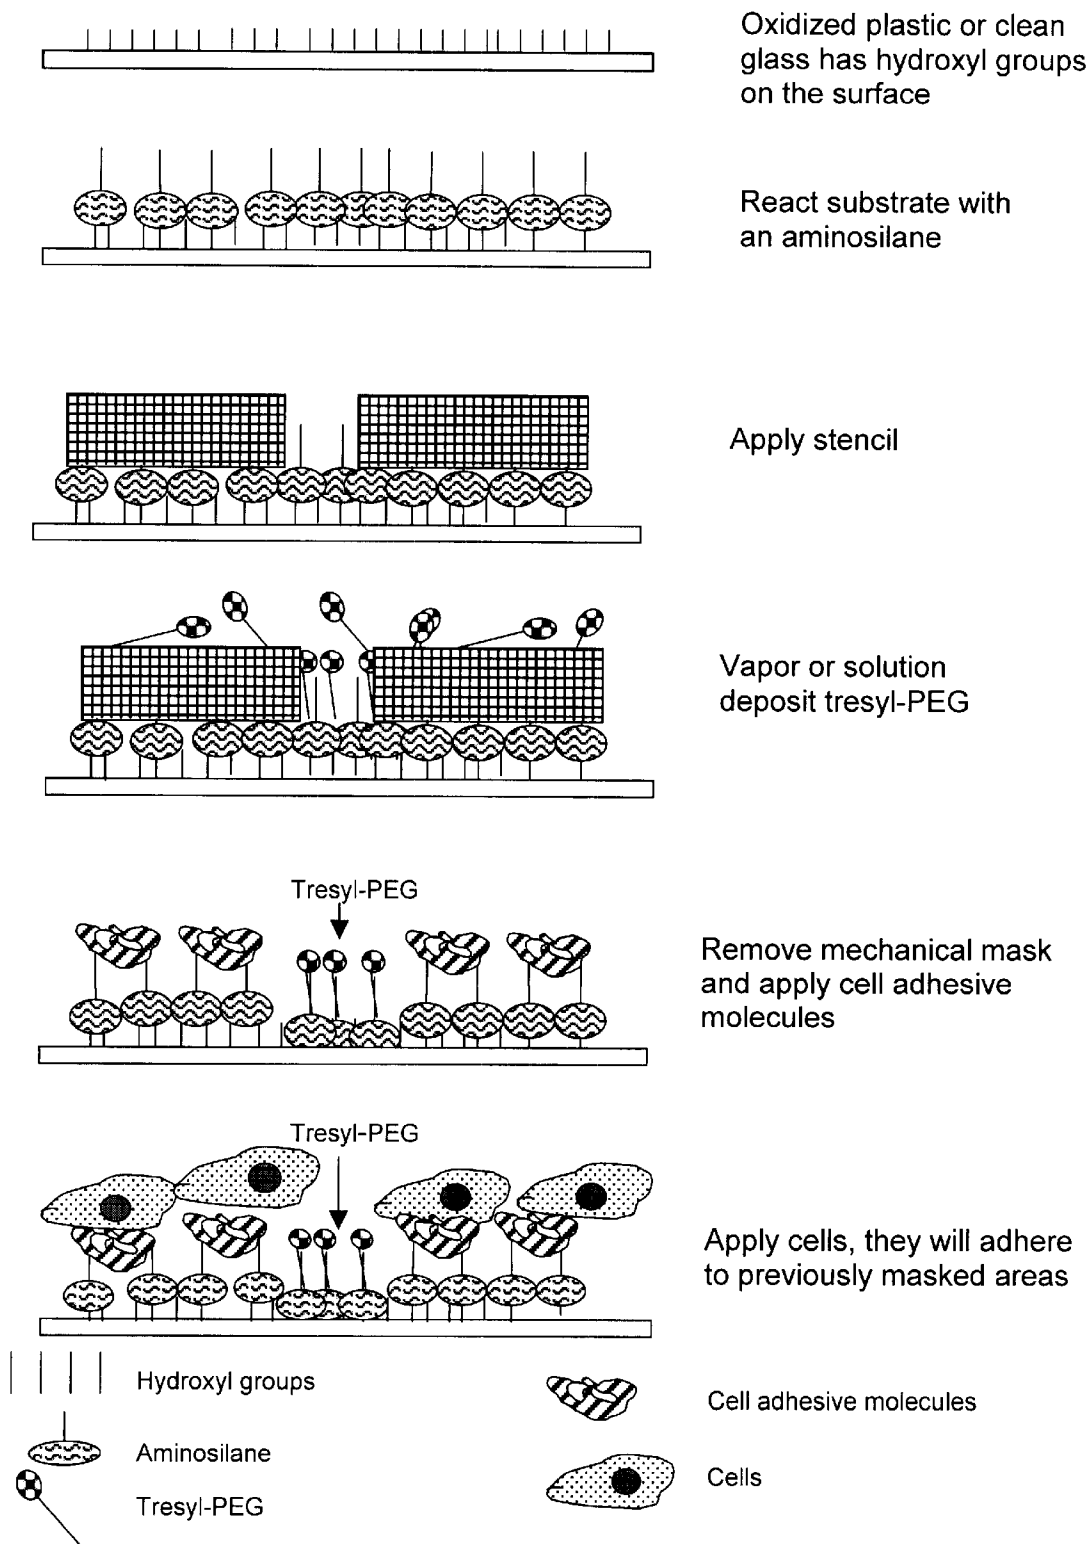 Oxidized plastic or clean
glass has hydroxyl groups
on the surface
React substrate with
an aminosilane
Apply stencil
Vapor or solution
deposit tresyl-PEG
Tresyl-PEG
Remove mechanical mask
and apply cell adhesive
molecules
Tresyl-PEG
Apply cells, they will adhere
to previously masked areas
Hydroxyl groups
Cell adhesive molecules
Aminosilane
Cells
Tresyl-PEG